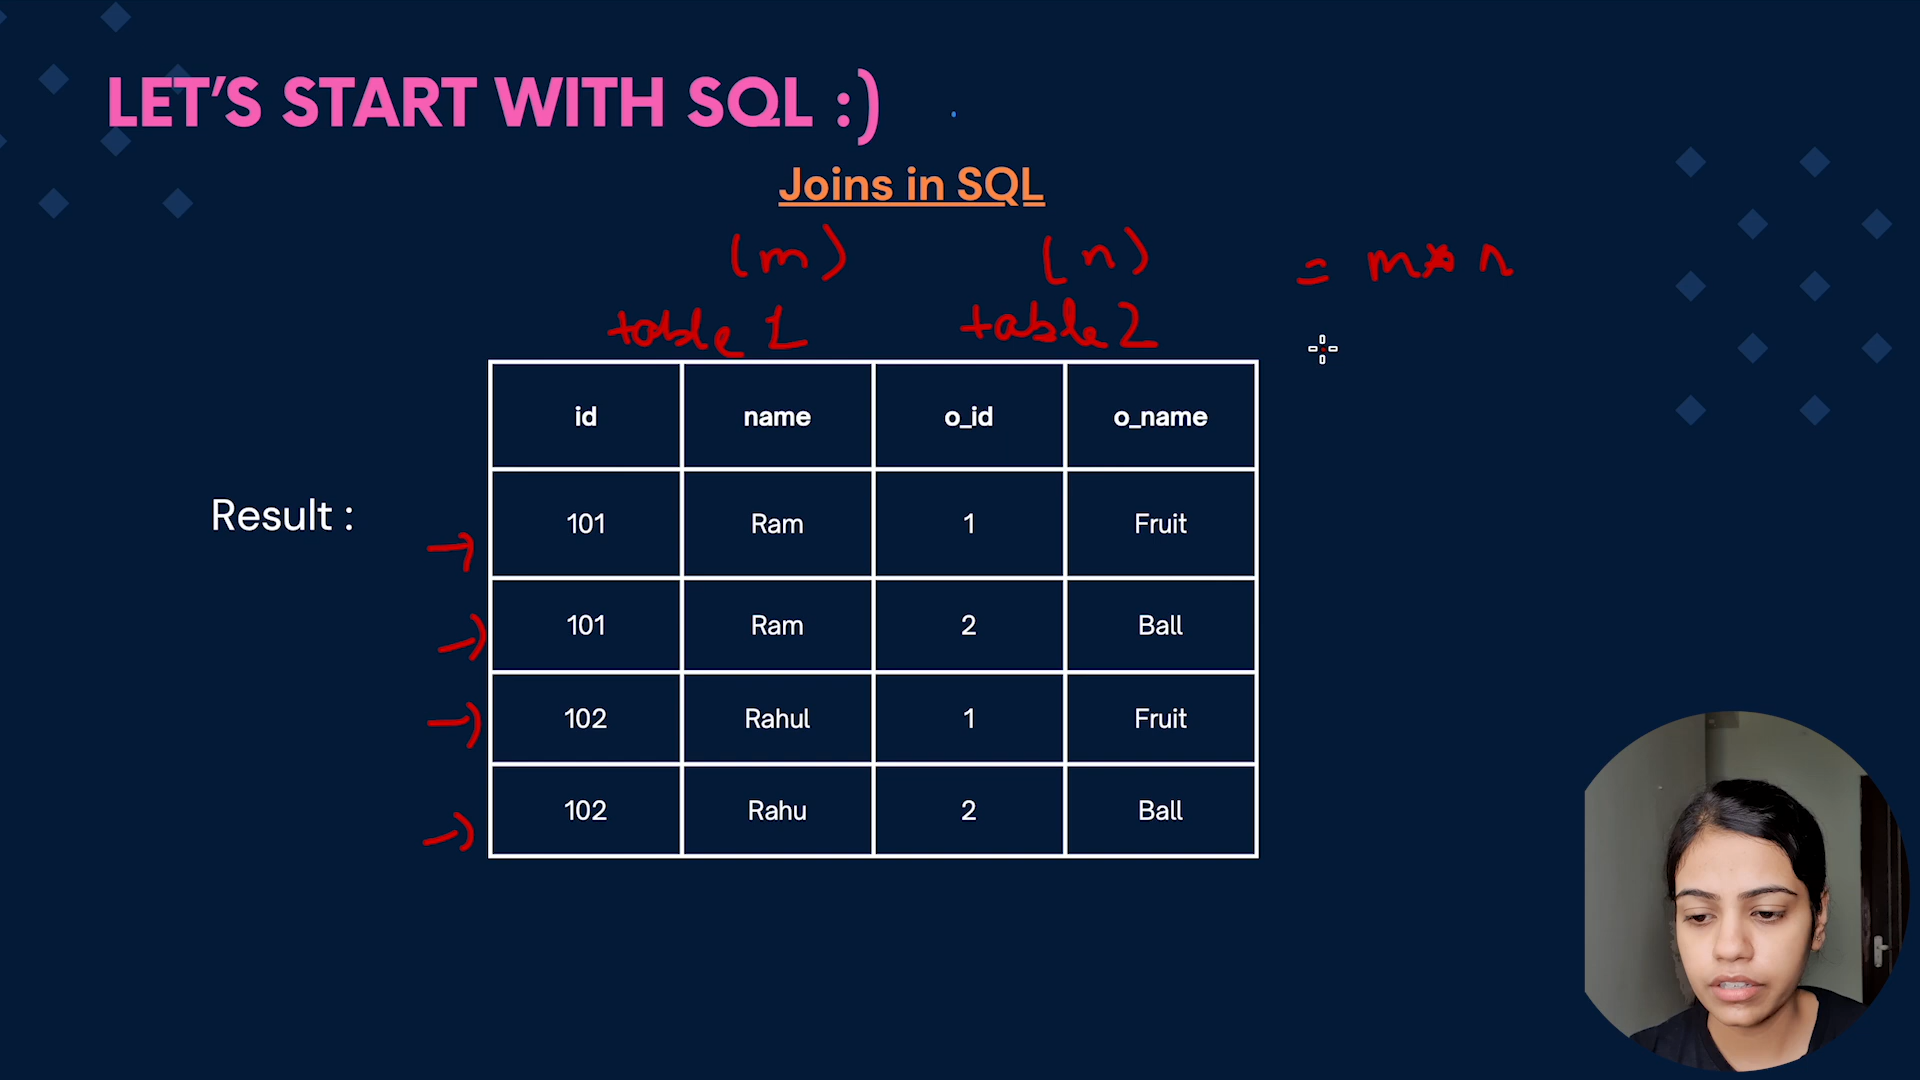 LET'S START WITH SQL :)
Joins in SQL
(m) (n) = m * n
table 1 table 2
id name o_id o_name
Result :
101 Ram 1 Fruit
101 Ram 2 Ball
102 Rahul 1 Fruit
102 Rahu 2 Ball